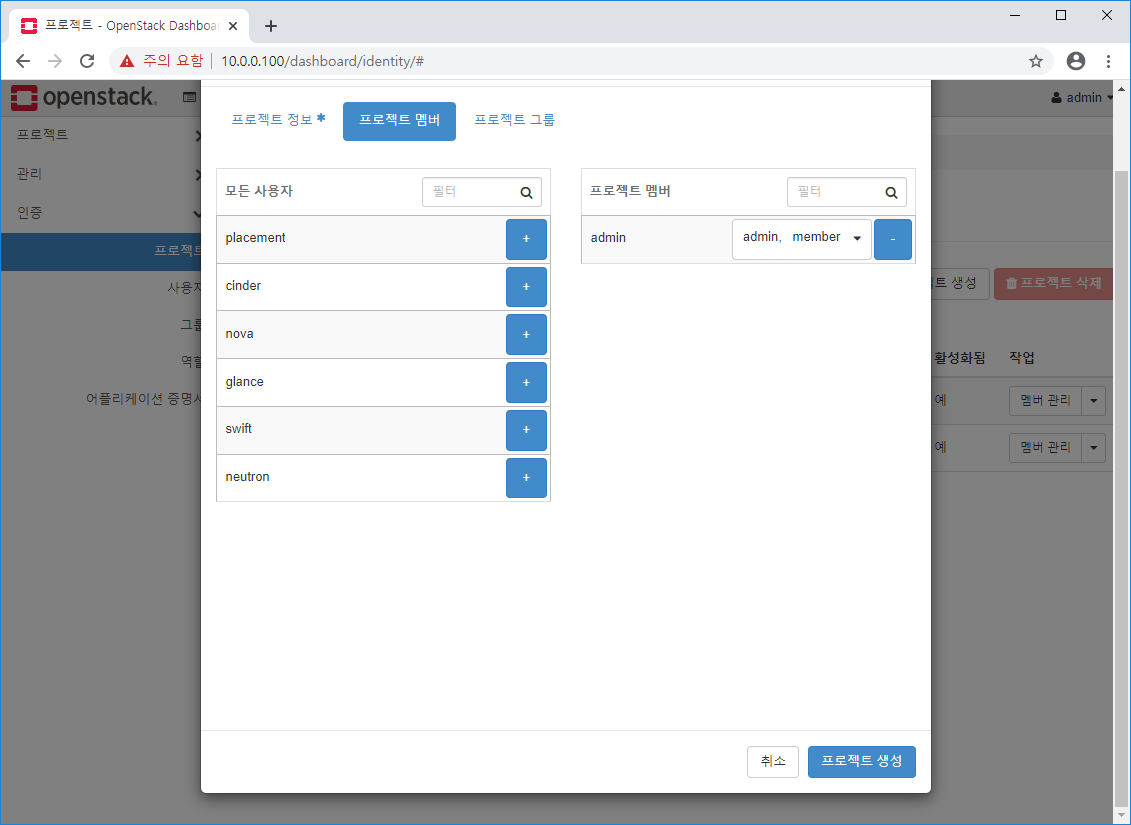 프로젝트 - OpenStack Dashboar
주의 요함 10.0.0.100/dashboard/identity/#
openstack.
admin
프로젝트
관리
인증
프로젝트
사용자
그룹
역할
어플리케이션 증명서
프로젝트 정보 * 프로젝트 멤버 프로젝트 그룹
모든 사용자 필터
placement +
cinder +
nova +
glance +
swift +
neutron +
프로젝트 멤버 필터
admin admin, member -
트 생성 프로젝트 삭제
활성화됨 작업
예 멤버 관리
예 멤버 관리
취소 프로젝트 생성